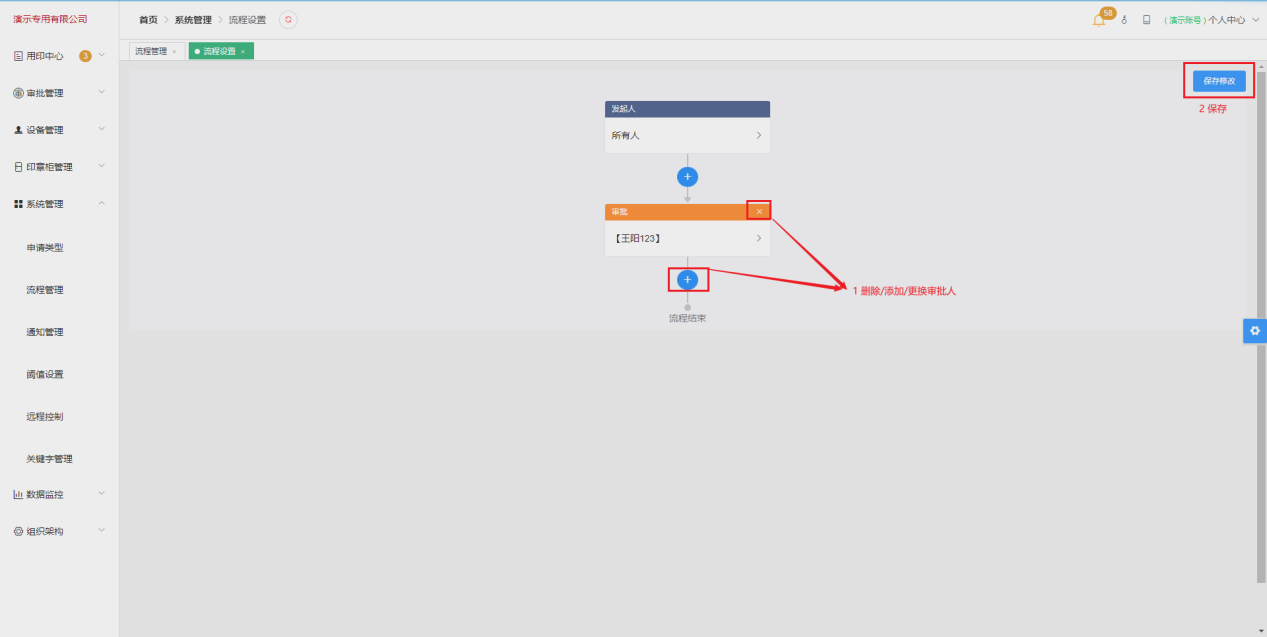 演示专用有限公司
首页
系统管理
流程设置
58
(演示账号)个人中心
用印中心
3
流程管理 ×
流程设置 ×
审批管理
设备管理
印章柜管理
系统管理
申请类型
流程管理
通知管理
阈值设置
远程控制
关键字管理
数据监控
组织架构
保存修改
2 保存
发起人
所有人
审批
【王阳123】
1 删除/添加/更换审批人
流程结束